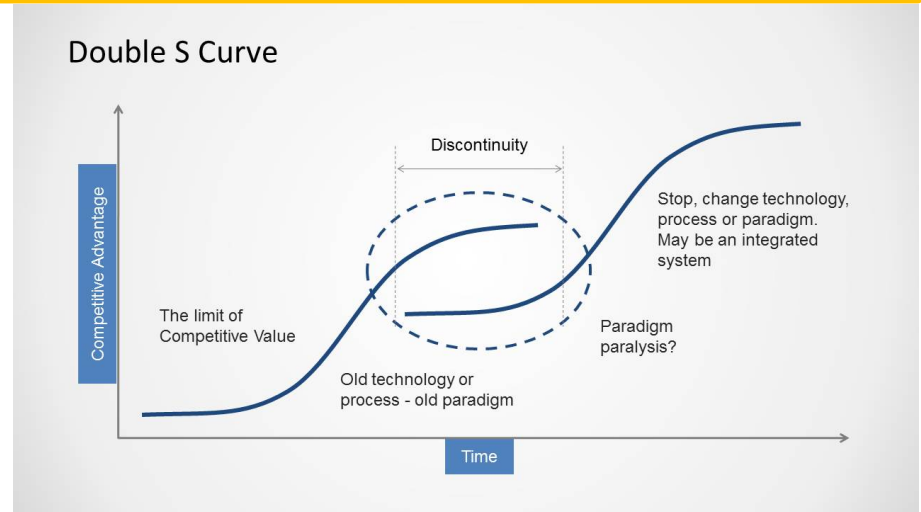 Double S Curve
Discontinuity
Competitive Advantage
Stop, change technology,
process or paradigm.
May be an integrated
system
The limit of
Competitive Value
Paradigm
paralysis?
Old technology or
process - old paradigm
Time